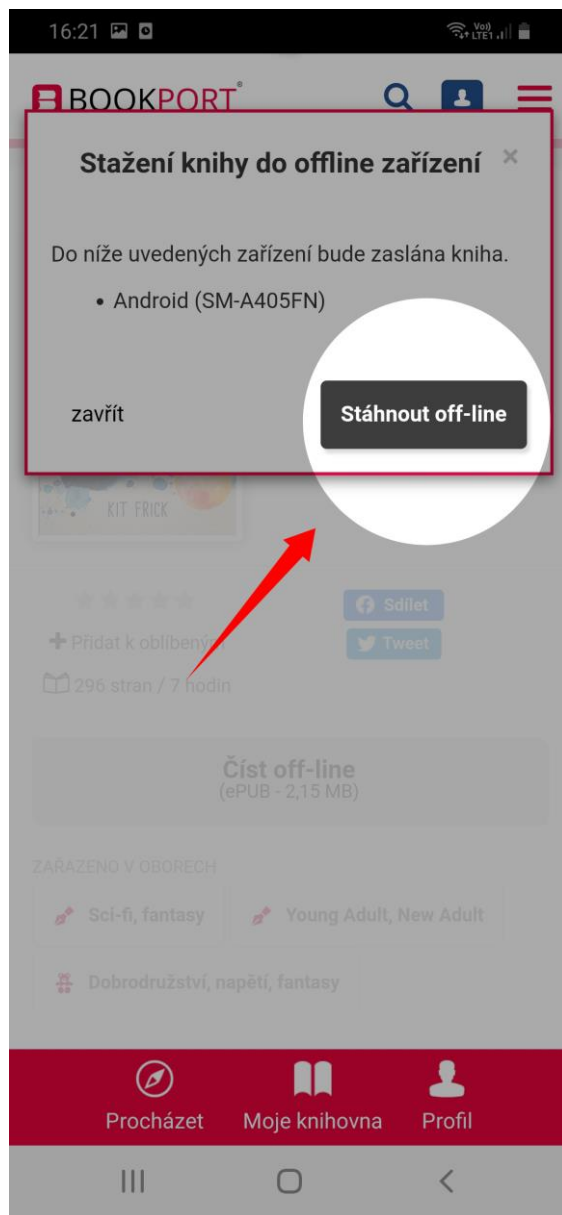 16:21
Vo))
LTE1
BOOKPORT
Stažení knihy do offline zařízení ×
Do níže uvedených zařízení bude zaslána kniha.
• Android (SM-A405FN)
zavřít
Stáhnout off-line
KIT FRICK
Sdílet
Přidat k oblíbeným
Tweet
296 stran / 7 hodin
Číst off-line
(ePUB - 2,15 MB)
ZAŘAZENO V OBORECH
Sci-fi, fantasy
Young Adult, New Adult
Dobrodružství, napětí, fantasy
Procházet
Moje knihovna
Profil